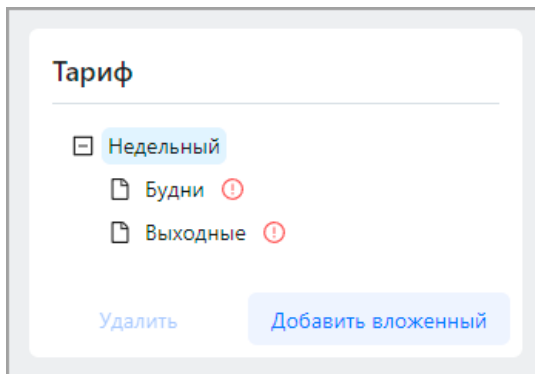 Тариф
Недельный
Будни
Выходные
Удалить Добавить вложенный